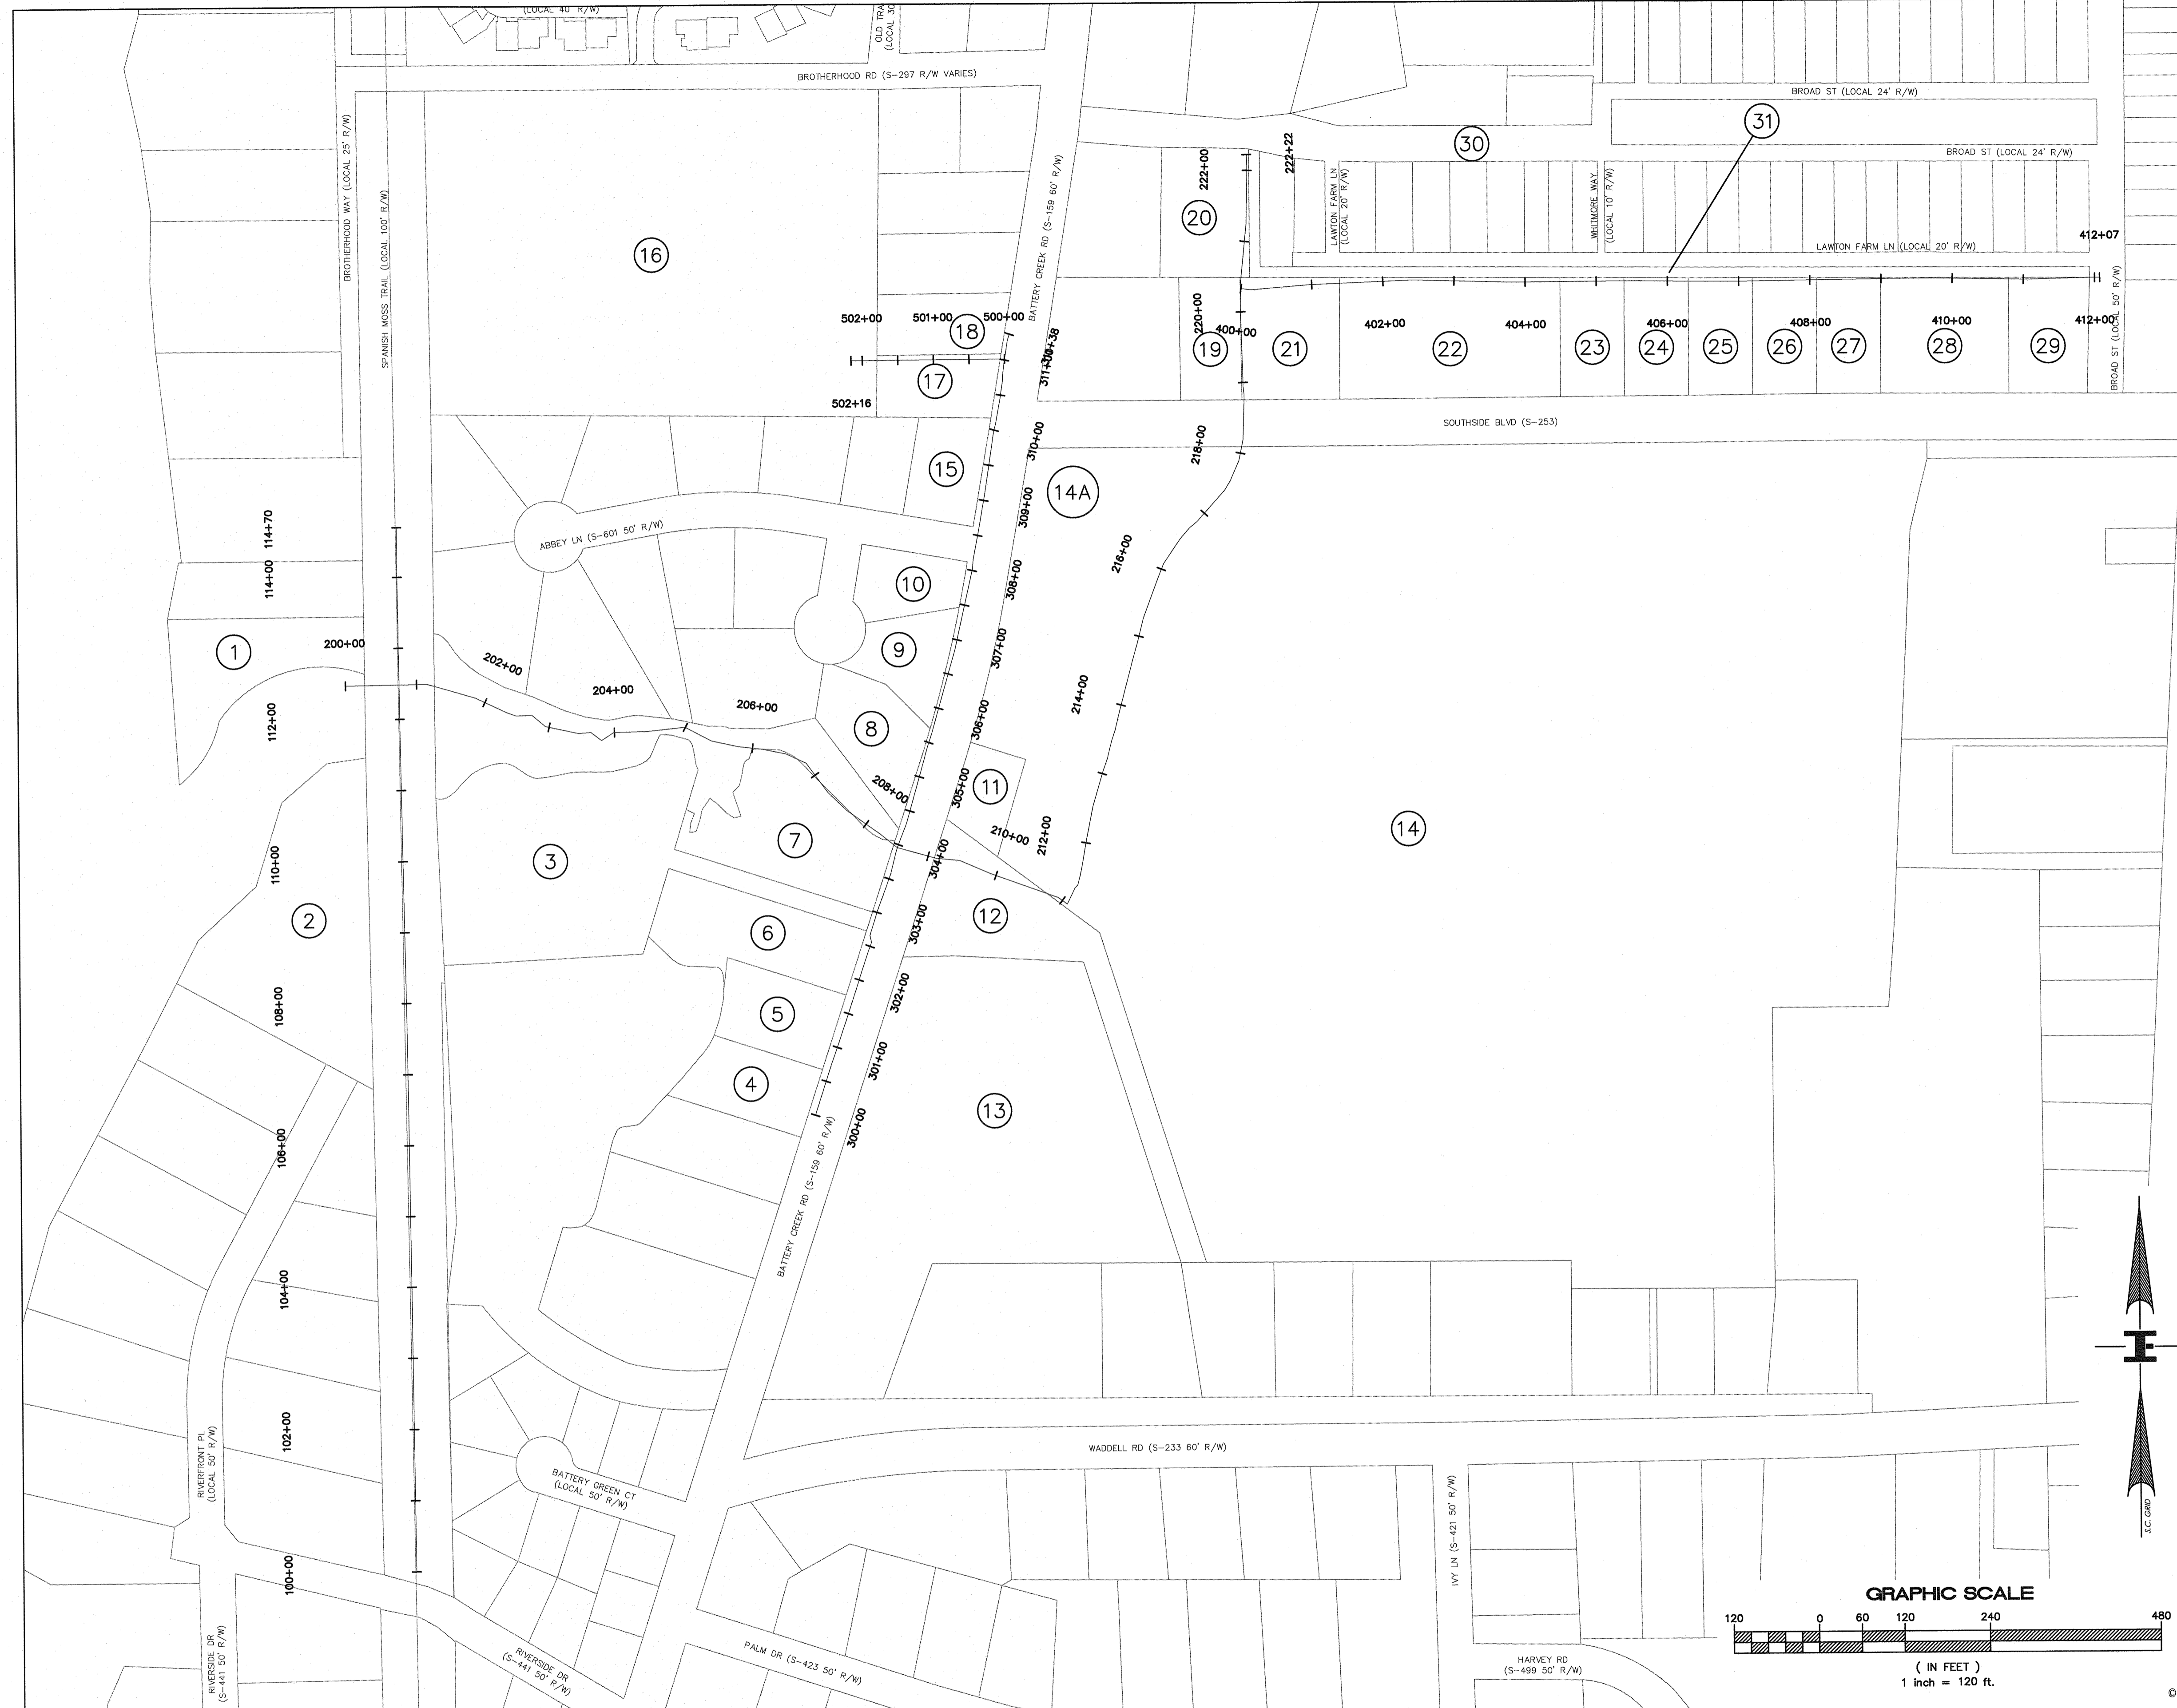 (LOCAL 40' R/W)
OLD TRA
(LOCAL 30
BROTHERHOOD RD (S-297 R/W VARIES)
BROAD ST (LOCAL 24' R/W)
31
30
BROAD ST (LOCAL 24' R/W)
BROTHERHOOD WAY (LOCAL 25' R/W)
SPANISH MOSS TRAIL (LOCAL 100' R/W)
BATTERY CREEK RD (S-159 60' R/W)
222+00
222+22
LAWTON FARM LN
(LOCAL 20' R/W)
WHITMORE WAY
(LOCAL 10' R/W)
20
16
LAWTON FARM LN (LOCAL 20' R/W)
412+07
502+00
501+00
500+00
18
17
502+16
311+38
311+00
220+00
400+00
402+00
404+00
406+00
408+00
410+00
412+00
19
21
22
23
24
25
26
27
28
29
BROAD ST (LOCAL 50' R/W)
SOUTHSIDE BLVD (S-253)
310+00
218+00
15
14A
309+00
114+70
ABBEY LN (S-601 50' R/W)
216+00
114+00
10
308+00
1
200+00
202+00
9
307+00
204+00
206+00
214+00
112+00
8
306+00
208+00
305+00
11
210+00
212+00
14
7
3
110+00
304+00
2
6
12
303+00
108+00
5
302+00
4
301+00
13
300+00
106+00
BATTERY CREEK RD (S-159 60' R/W)
104+00
102+00
RIVERFRONT PL
(LOCAL 50' R/W)
WADDELL RD (S-233 60' R/W)
BATTERY GREEN CT
(LOCAL 50' R/W)
IVY LN (S-421 50' R/W)
S.C. GRID
100+00
RIVERSIDE DR
(S-441 50' R/W)
RIVERSIDE DR
(S-441 50' R/W)
PALM DR (S-423 50' R/W)
HARVEY RD
(S-499 50' R/W)
GRAPHIC SCALE
120 0 60 120 240 480
( IN FEET )
1 inch = 120 ft.
©